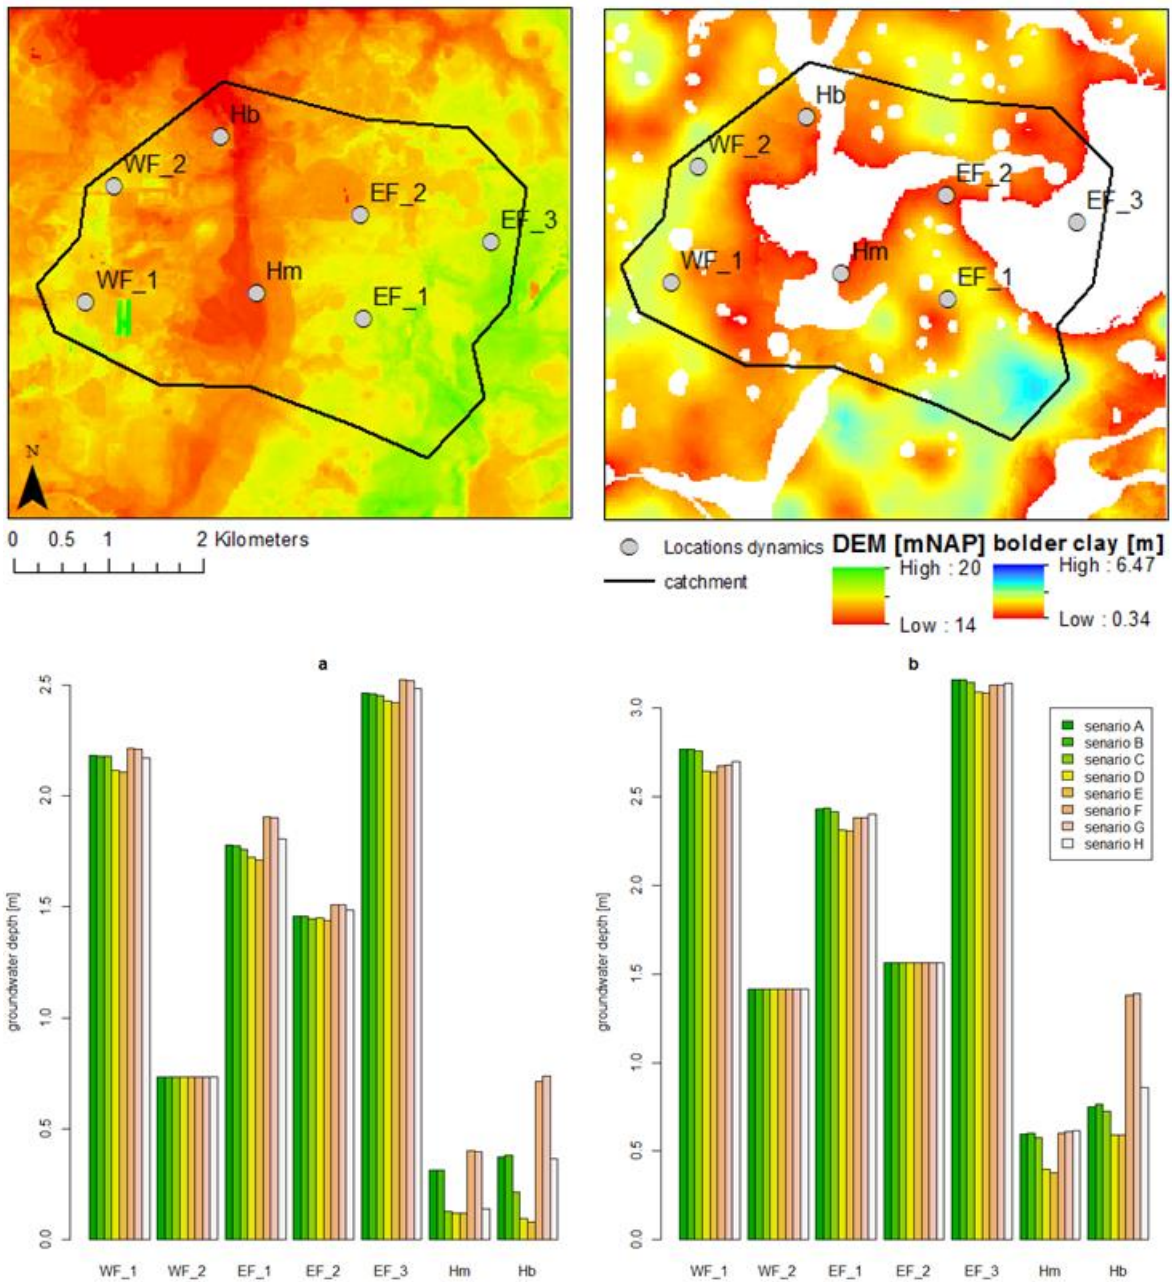 Hb
WF_2
EF_2
EF_3
WF_1
Hm
EF_1
N
0 0.5 1 2 Kilometers
Hb
WF_2
EF_2
EF_3
WF_1
Hm
EF_1
Locations dynamics
catchment
DEM [mNAP]
High : 20
Low : 14
bolder clay [m]
High : 6.47
Low : 0.34
a
groundwater depth [m]
2.5
2.0
1.5
1.0
0.5
0.0
WF_1 WF_2 EF_1 EF_2 EF_3 Hm Hb
b
groundwater depth [m]
3.0
2.5
2.0
1.5
1.0
0.5
0.0
WF_1 WF_2 EF_1 EF_2 EF_3 Hm Hb
senario A
senario B
senario C
senario D
senario E
senario F
senario G
senario H